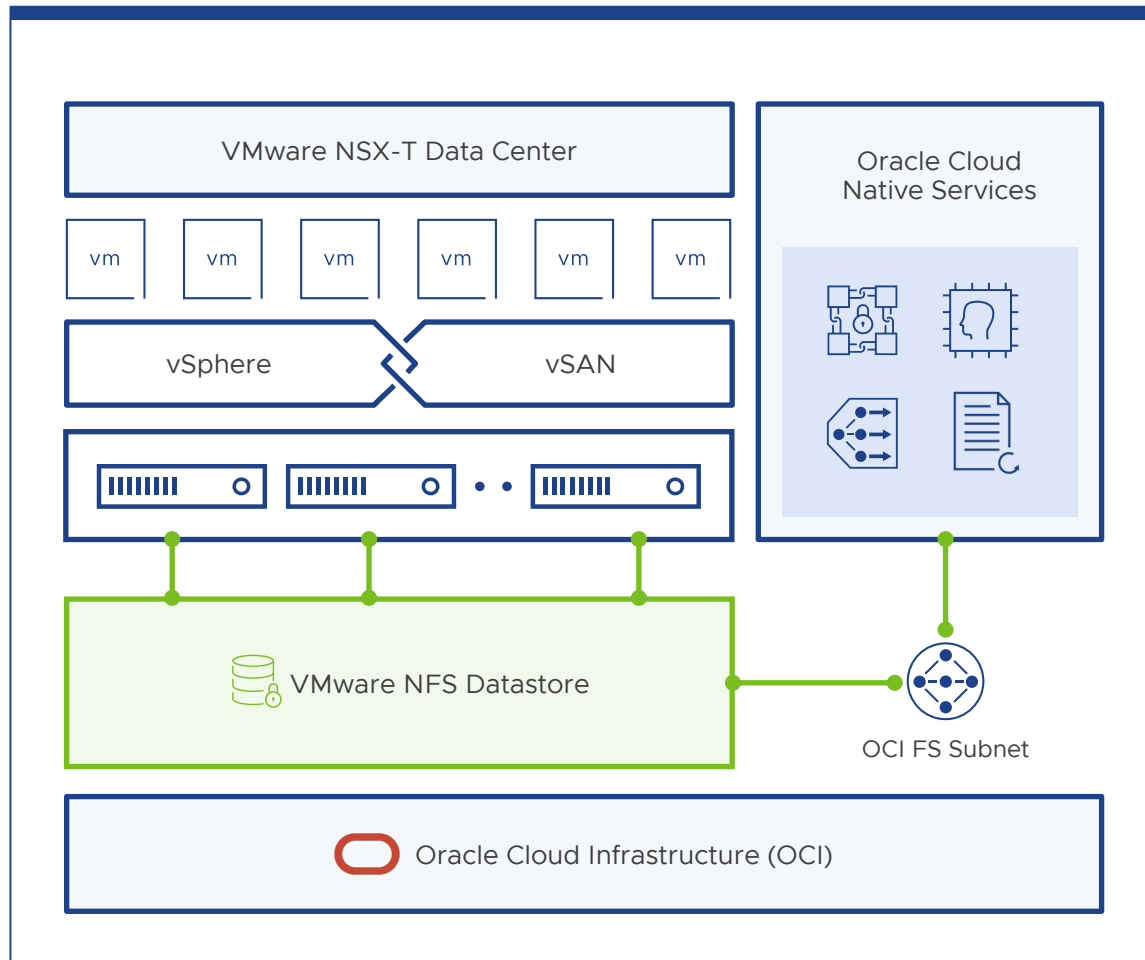 VMware NSX-T Data Center
vm
vm
vm
vm
vm
vm
vSphere
vSAN
VMware NFS Datastore
Oracle Cloud
Native Services
OCI FS Subnet
Oracle Cloud Infrastructure (OCI)